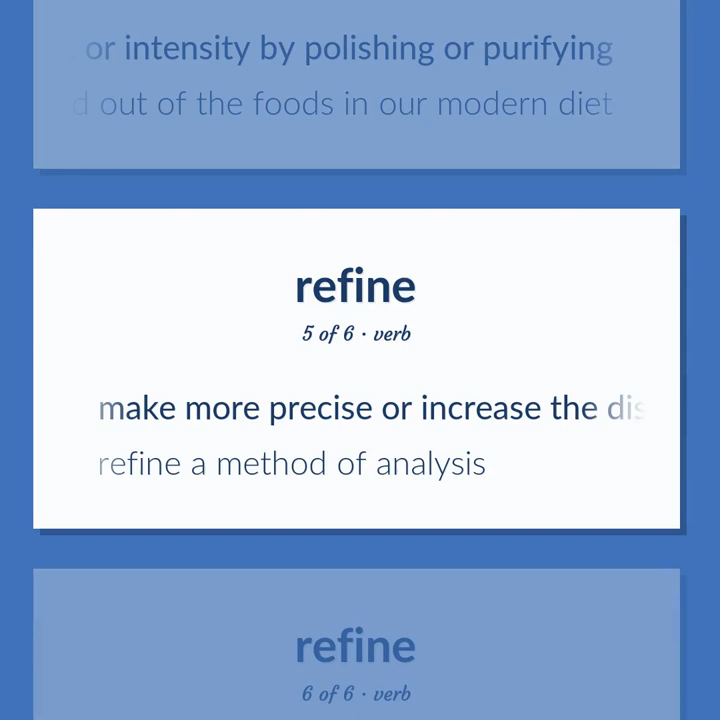 or intensity by polishing or purifying
out of the foods in our modern diet
refine
5 of 6 · verb
make more precise or increase the dis
refine a method of analysis
refine
6 of 6 · verb